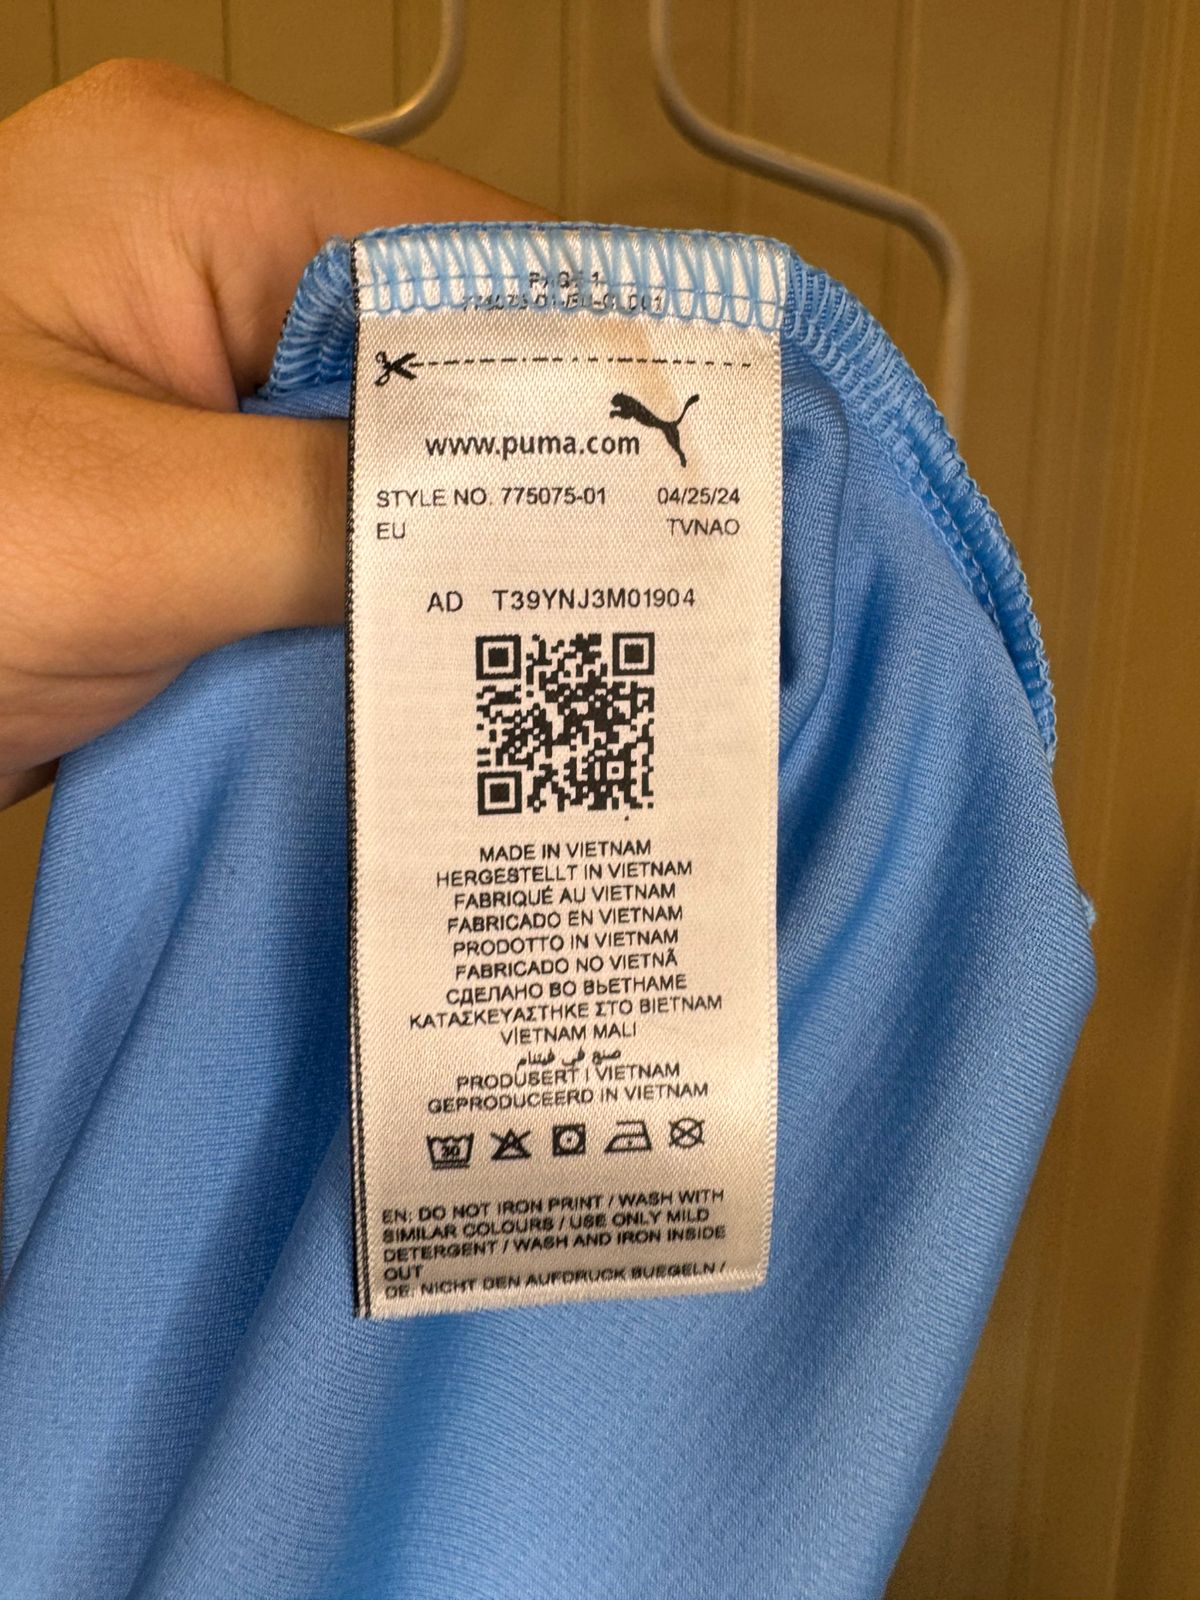 www.puma.com
STYLE NO. 775075-01 04/25/24
EU TVNAO
AD T39YNJ3M01904
MADE IN VIETNAM
HERGESTELLT IN VIETNAM
FABRIQUÉ AU VIETNAM
FABRICADO EN VIETNAM
PRODOTTO IN VIETNAM
FABRICADO NO VIETNÃ
СДЕЛАНО ВО ВЬЕТНАМЕ
ΚΑΤΑΣΚΕΥΑΣΤΗΚΕ ΣΤΟ ΒΙΕΤΝΑΜ
VİETNAM MALI
صنع في فيتنام
PRODUSERT I VIETNAM
GEPRODUCEERD IN VIETNAM
30
EN: DO NOT IRON PRINT / WASH WITH
SIMILAR COLOURS / USE ONLY MILD
DETERGENT / WASH AND IRON INSIDE
OUT
DE: NICHT DEN AUFDRUCK BUEGELN /